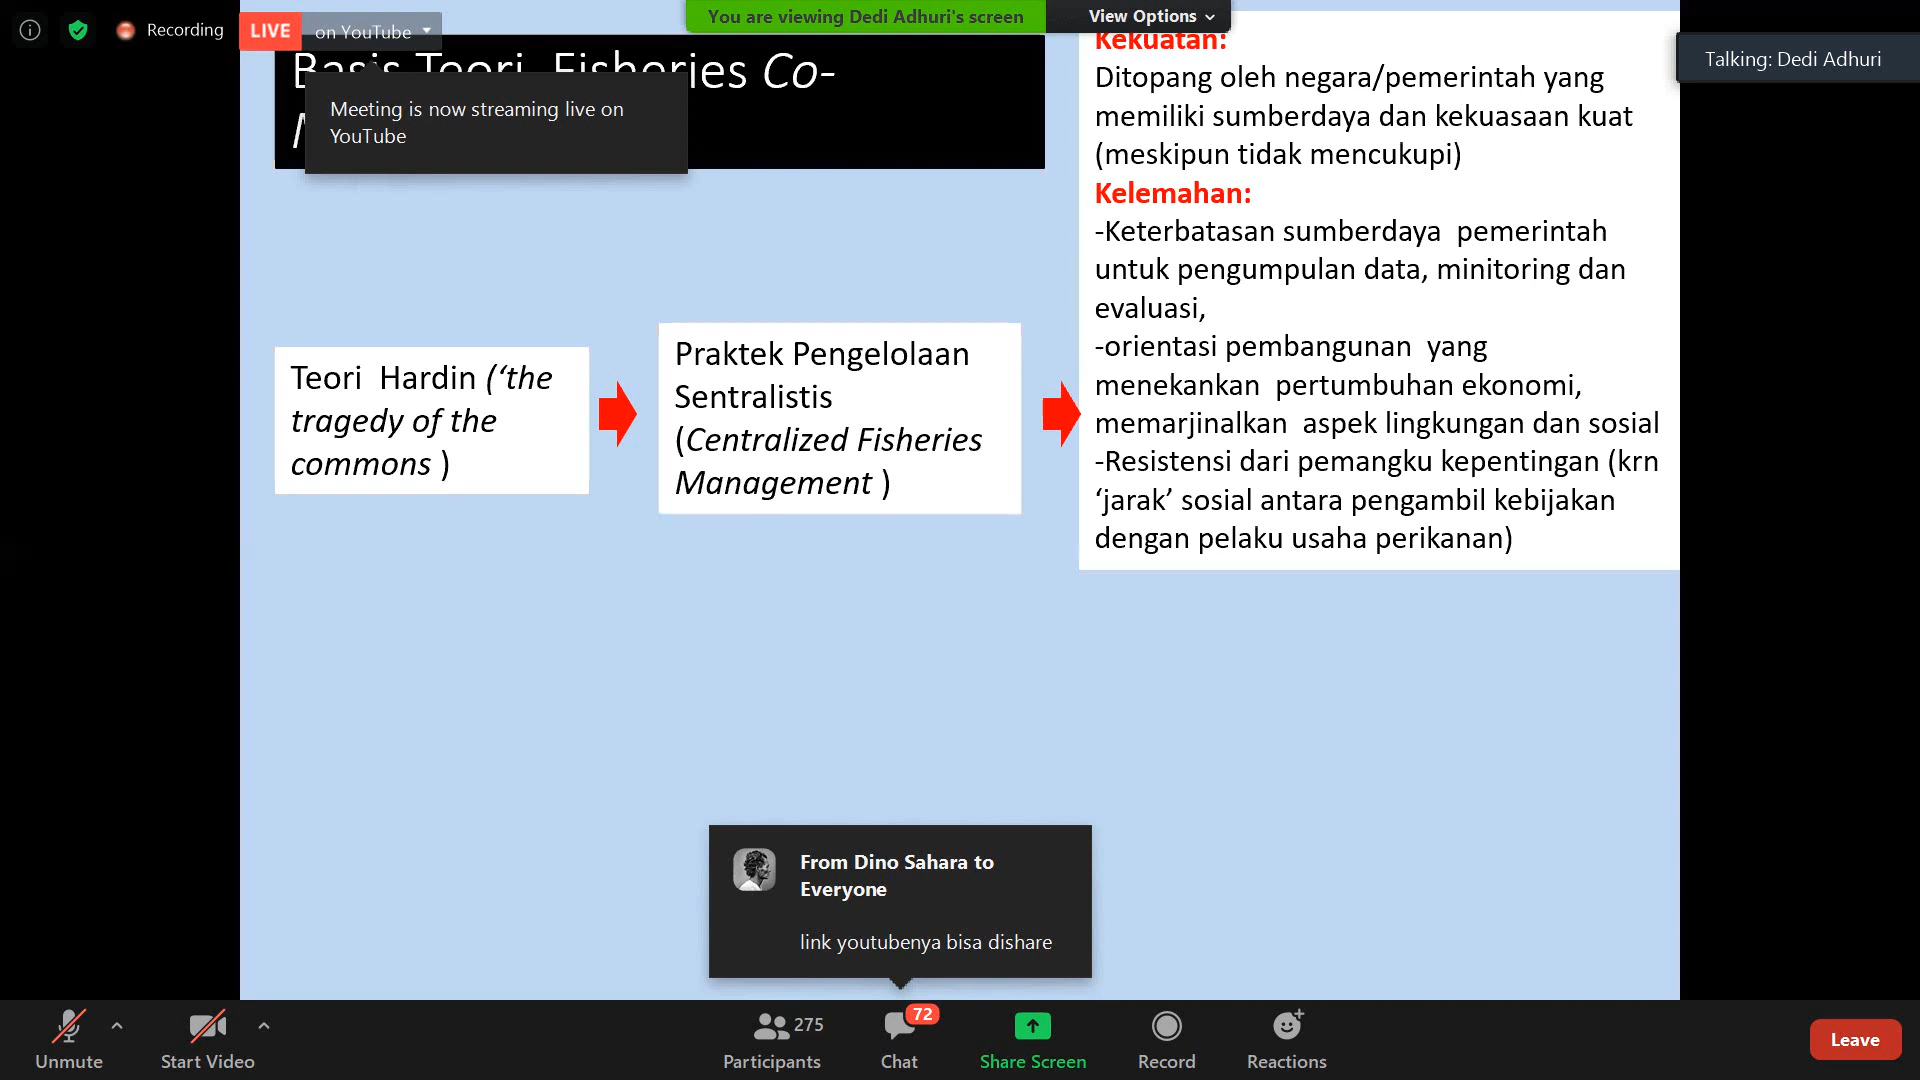 You are viewing Dedi Adhuri's screen
View Options
Recording
LIVE
on YouTube
Talking: Dedi Adhuri
Meeting is now streaming live on
YouTube
Basis Teori Fisheries Co-
Teori Hardin (‘the
tragedy of the
commons )
Praktek Pengelolaan
Sentralistis
(Centralized Fisheries
Management )
Kekuatan:
Ditopang oleh negara/pemerintah yang
memiliki sumberdaya dan kekuasaan kuat
(meskipun tidak mencukupi)
Kelemahan:
-Keterbatasan sumberdaya pemerintah
untuk pengumpulan data, minitoring dan
evaluasi,
-orientasi pembangunan yang
menekankan pertumbuhan ekonomi,
memarjinalkan aspek lingkungan dan sosial
-Resistensi dari pemangku kepentingan (krn
‘jarak’ sosial antara pengambil kebijakan
dengan pelaku usaha perikanan)
From Dino Sahara to
Everyone
link youtubenya bisa dishare
Unmute
Start Video
275
Participants
72
Chat
Share Screen
Record
Reactions
Leave